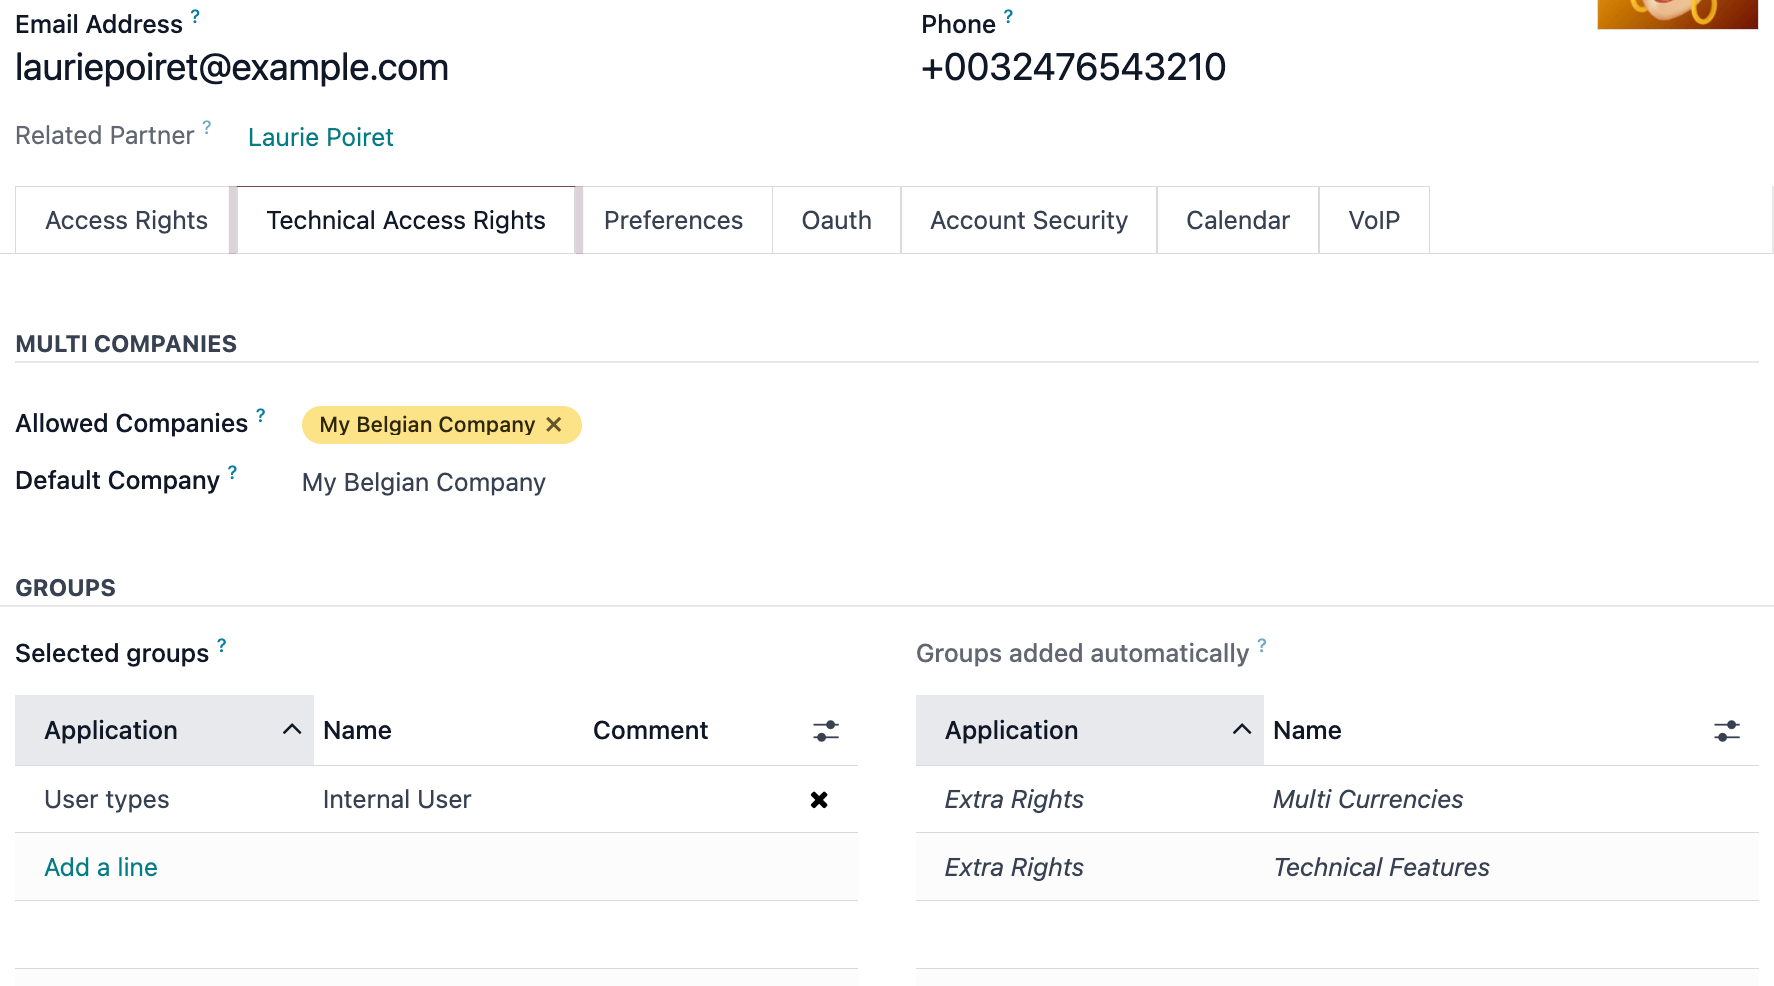 Email Address ? Phone ?
lauriepoiret@example.com +0032476543210
Related Partner ? Laurie Poiret
Access Rights Technical Access Rights Preferences Oauth Account Security Calendar VoIP
MULTI COMPANIES
Allowed Companies ? My Belgian Company ✕
Default Company ? My Belgian Company
GROUPS
Selected groups ? Groups added automatically ?
Application Name Comment Application Name
User types Internal User Extra Rights Multi Currencies
Add a line Extra Rights Technical Features